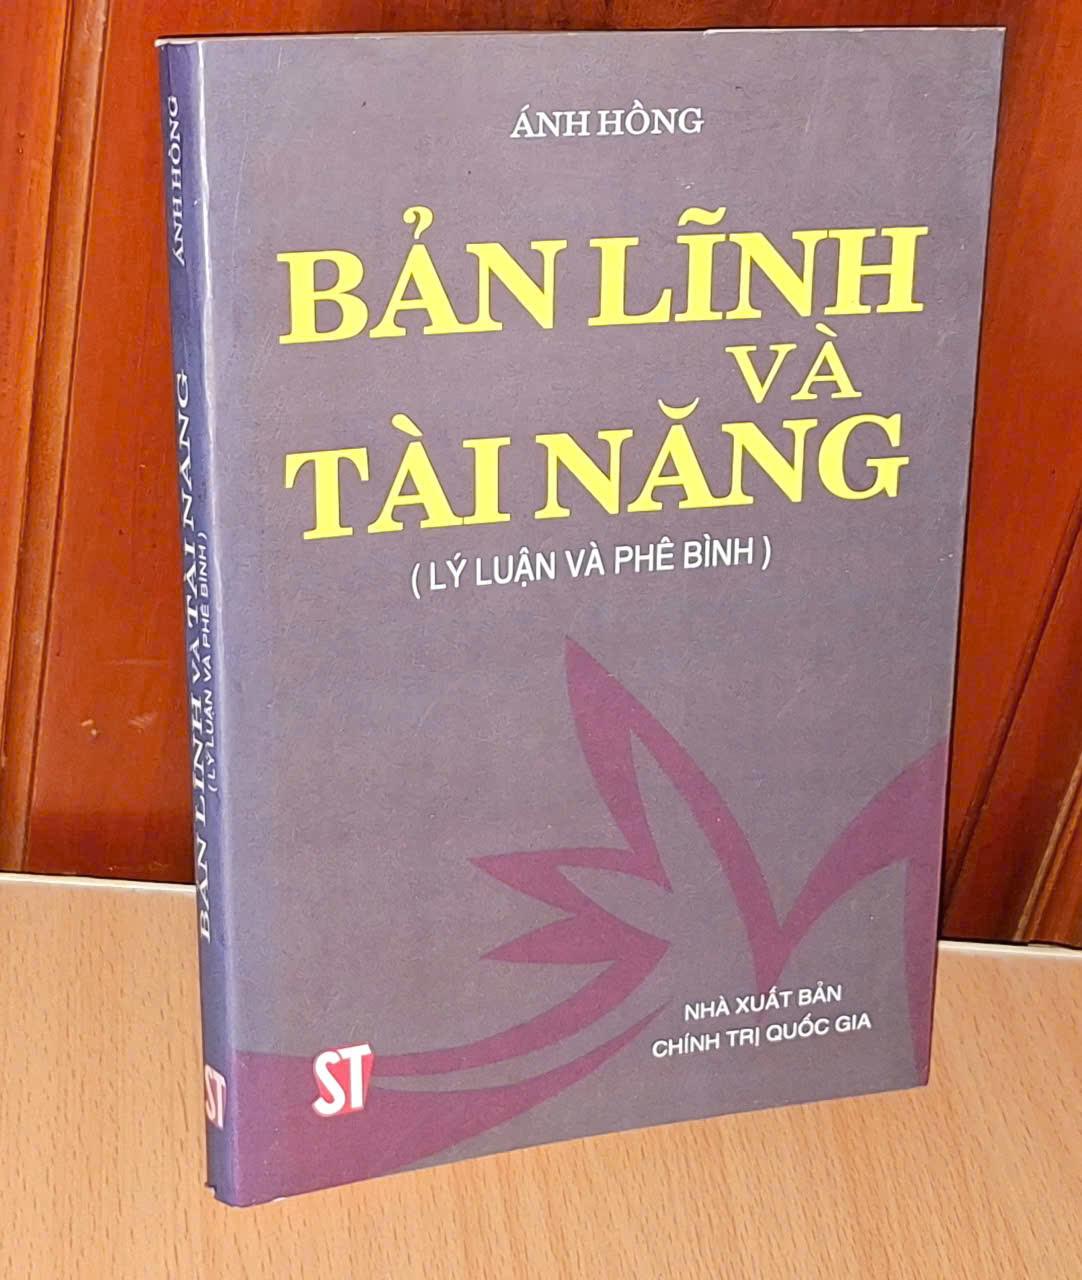 ÁNH HỒNG
BẢN LĨNH
VÀ
TÀI NĂNG
( LÝ LUẬN VÀ PHÊ BÌNH )
NHÀ XUẤT BẢN
CHÍNH TRỊ QUỐC GIA
ST
ÁNH HỒNG
BẢN LĨNH VÀ TÀI NĂNG
( LÝ LUẬN VÀ PHÊ BÌNH )
ST